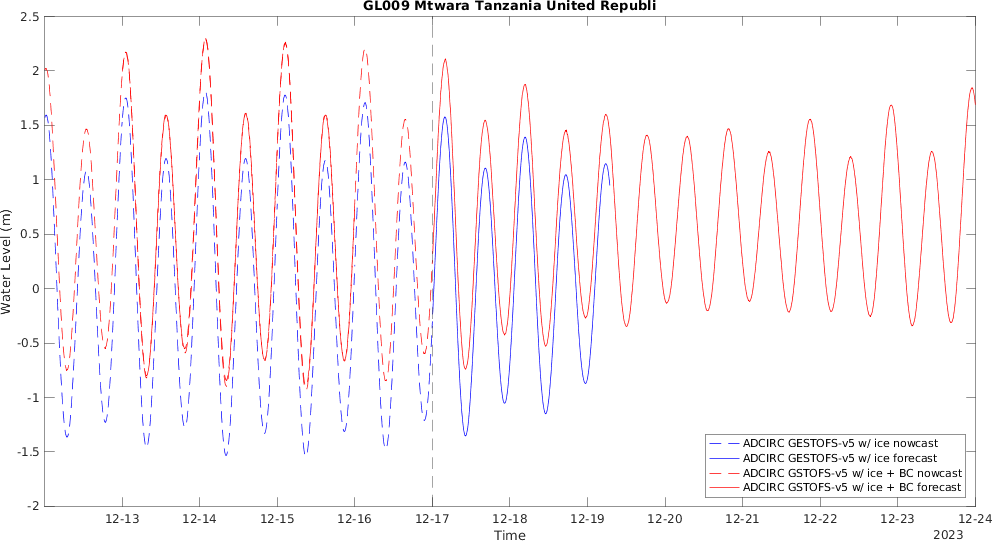 GL009 Mtwara Tanzania United Republi
2.5
2
1.5
1
0.5
0
-0.5
-1
-1.5
-2
Water Level (m)
12-13 12-14 12-15 12-16 12-17 12-18 12-19 12-20 12-21 12-22 12-23 12-24
Time
2023
ADCIRC GESTOFS-v5 w/ ice nowcast
ADCIRC GESTOFS-v5 w/ ice forecast
ADCIRC GSTOFS-v5 w/ ice + BC nowcast
ADCIRC GSTOFS-v5 w/ ice + BC forecast